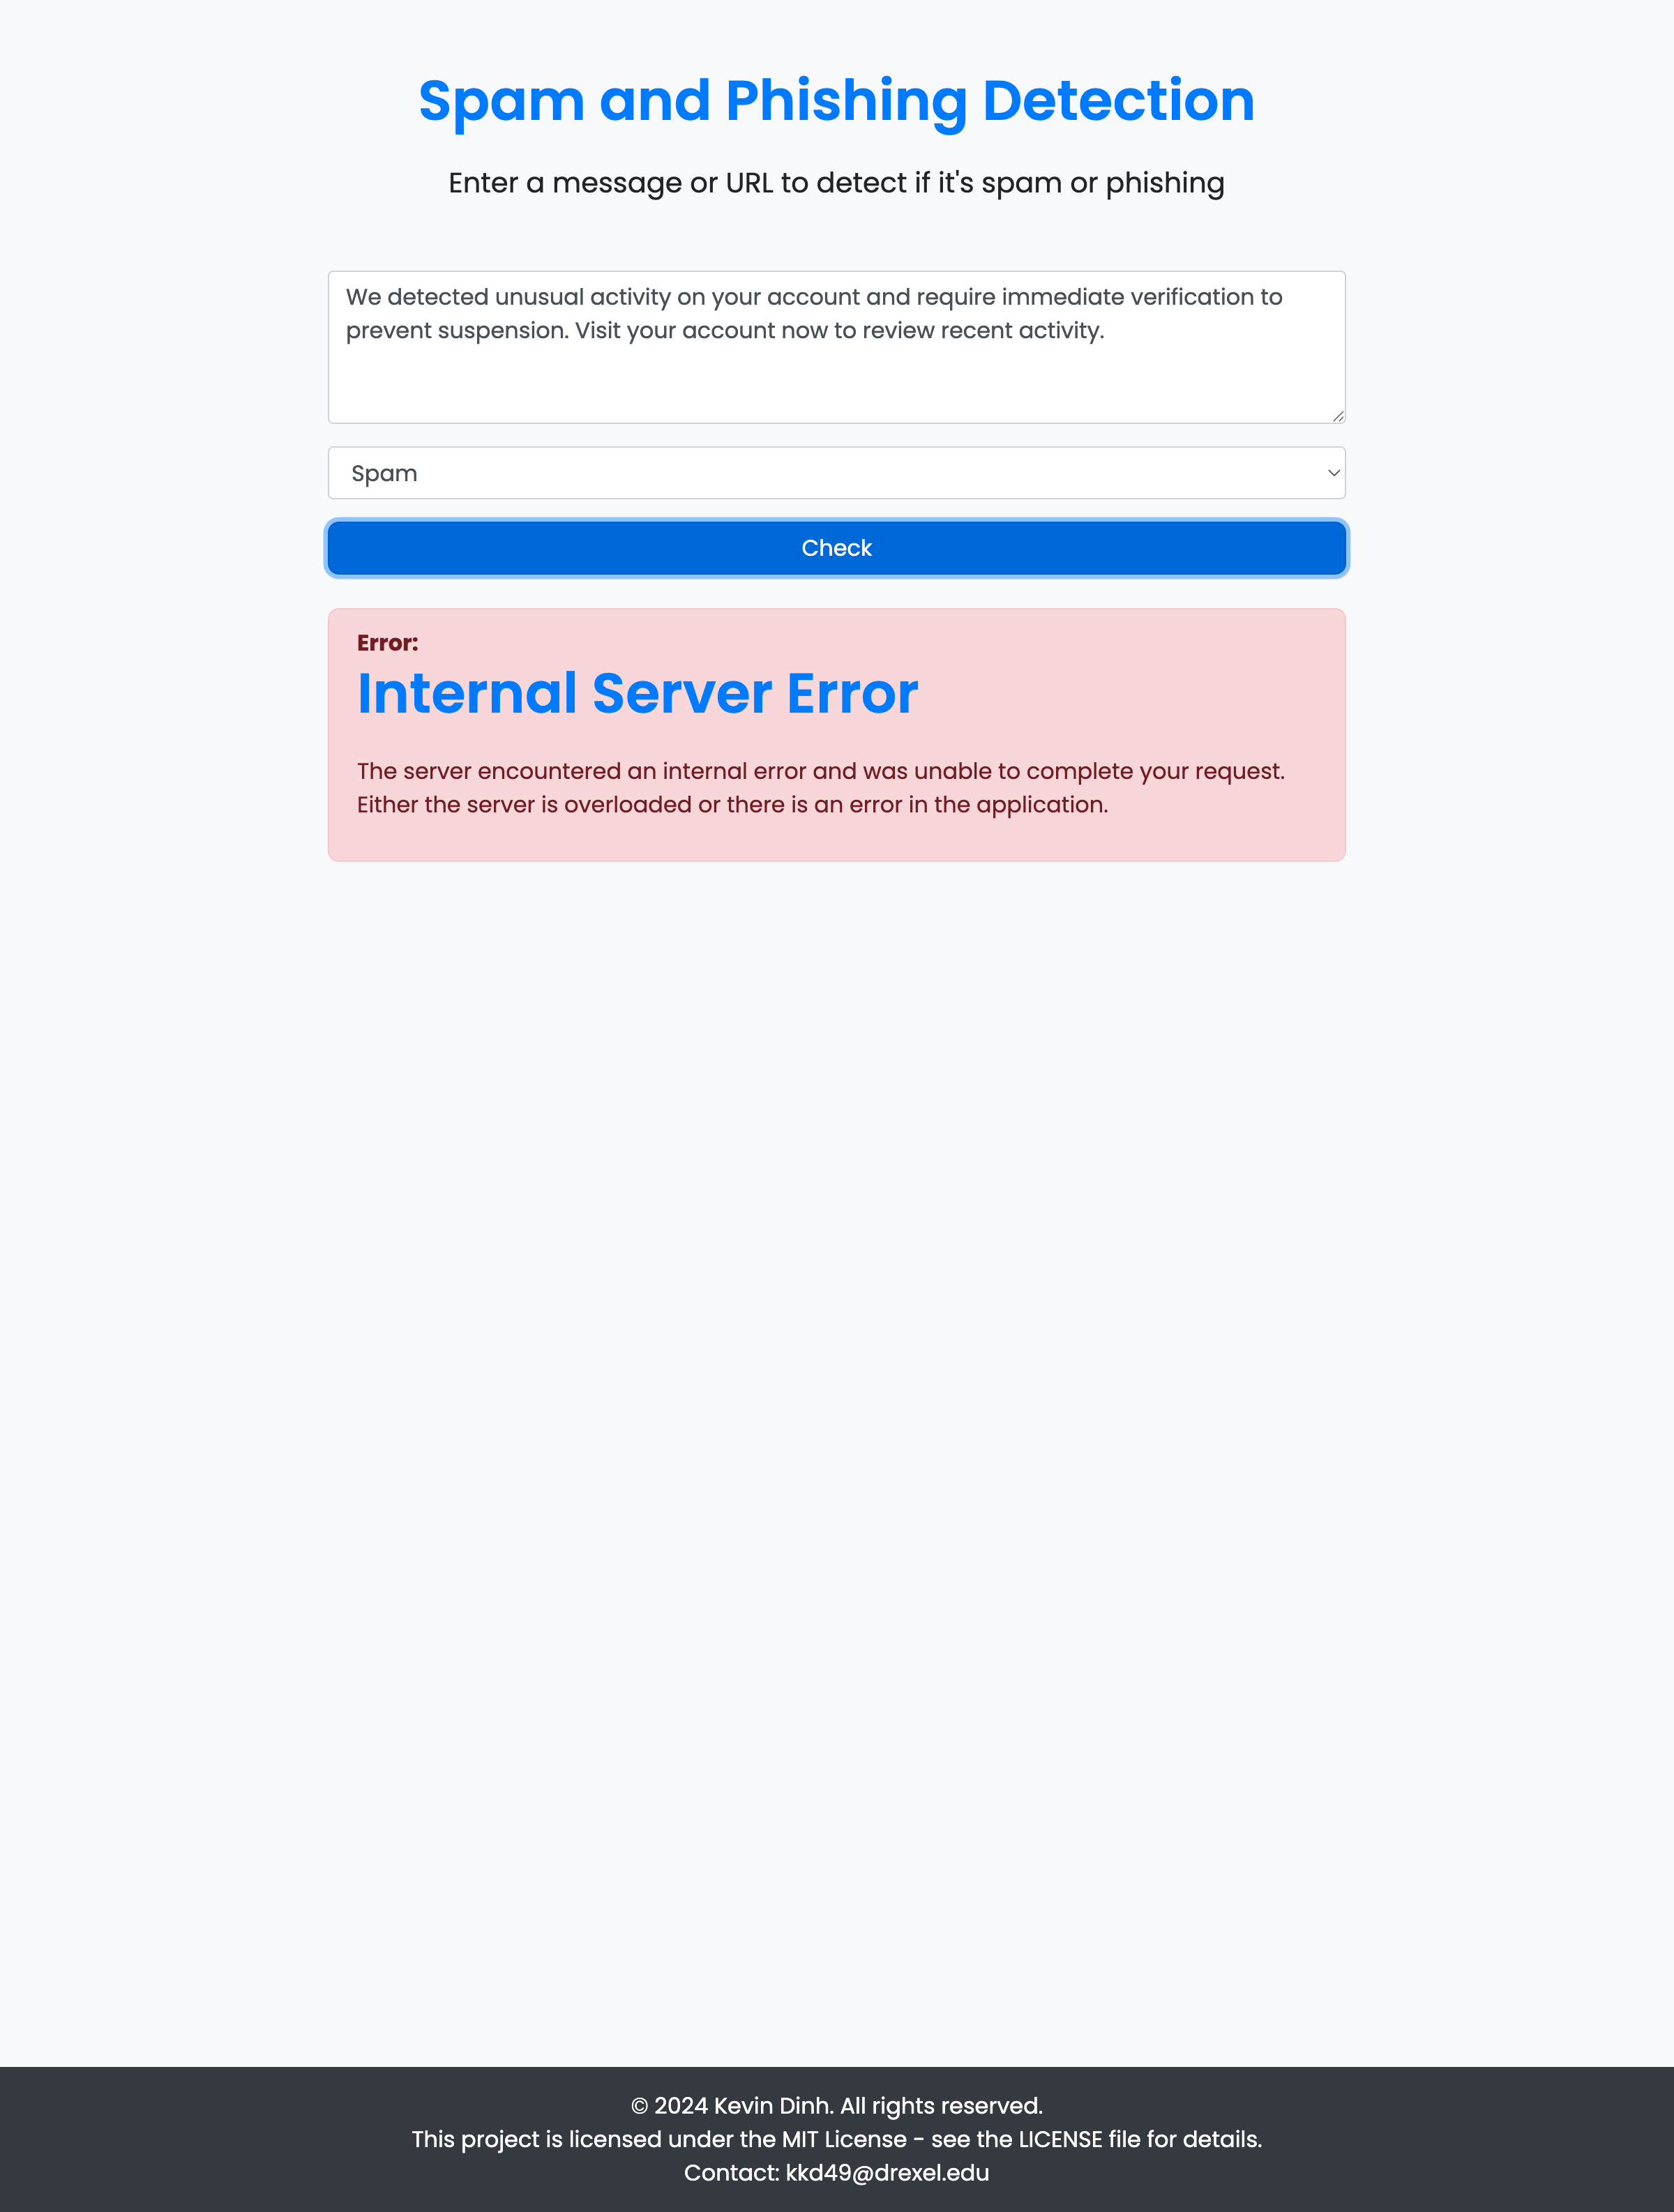 Spam and Phishing Detection
Enter a message or URL to detect if it's spam or phishing
We detected unusual activity on your account and require immediate verification to
prevent suspension. Visit your account now to review recent activity.
Spam
Check
Error:
Internal Server Error
The server encountered an internal error and was unable to complete your request.
Either the server is overloaded or there is an error in the application.
© 2024 Kevin Dinh. All rights reserved.
This project is licensed under the MIT License - see the LICENSE file for details.
Contact: kkd49@drexel.edu